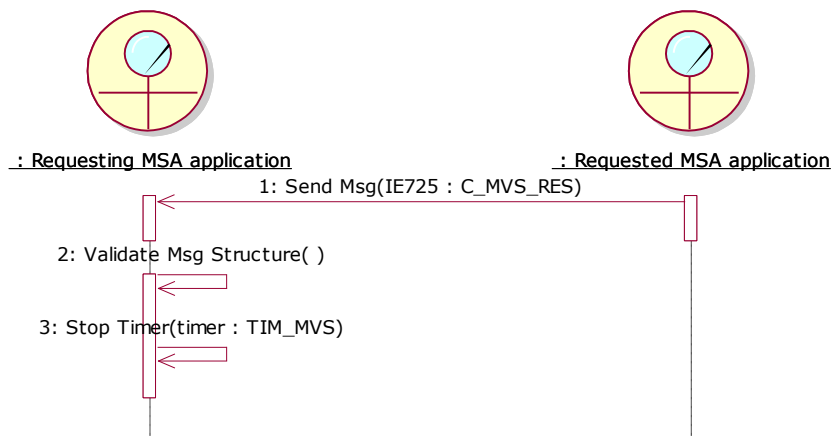 : Requesting MSA application
: Requested MSA application
1: Send Msg(IE725 : C_MVS_RES)
2: Validate Msg Structure( )
3: Stop Timer(timer : TIM_MVS)